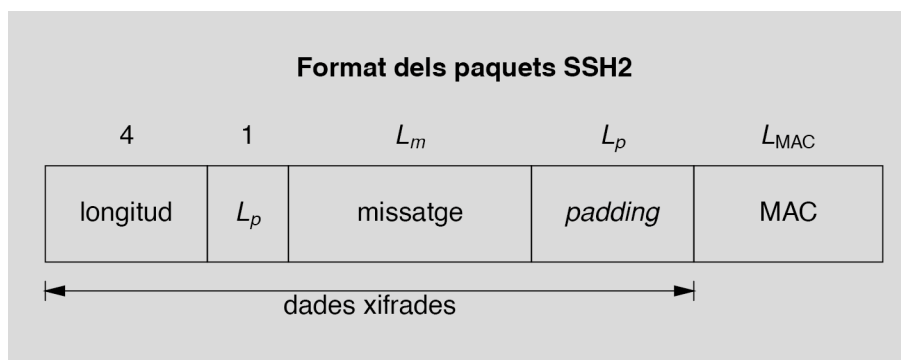 Format dels paquets SSH2
4 1 Lm Lp LMAC
longitud Lp missatge padding MAC
dades xifrades